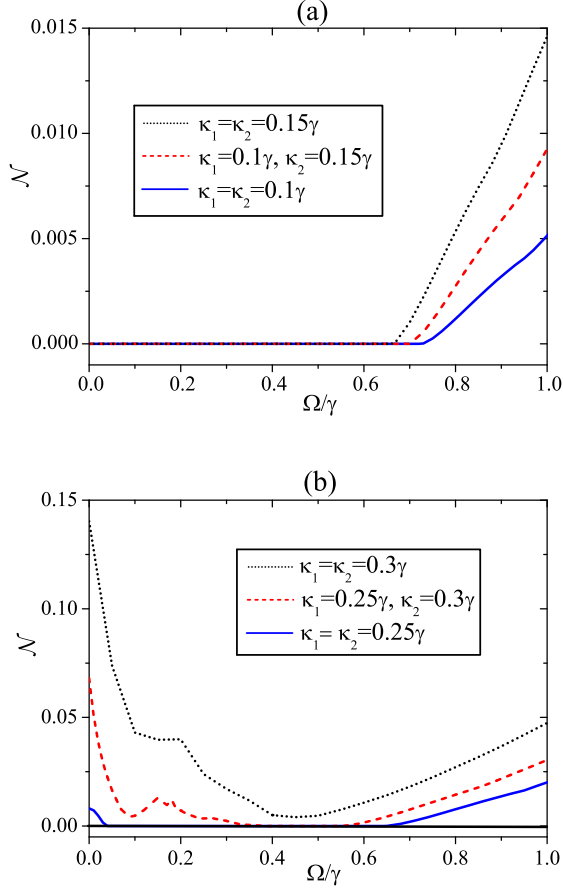 (a)
0.015
0.010
0.005
0.000
𝒩
κ₁=κ₂=0.15γ
κ₁=0.1γ, κ₂=0.15γ
κ₁=κ₂=0.1γ
0.0 0.2 0.4 0.6 0.8 1.0
Ω/γ
(b)
0.15
0.10
0.05
0.00
𝒩
κ₁=κ₂=0.3γ
κ₁=0.25γ, κ₂=0.3γ
κ₁= κ₂=0.25γ
0.0 0.2 0.4 0.6 0.8 1.0
Ω/γ